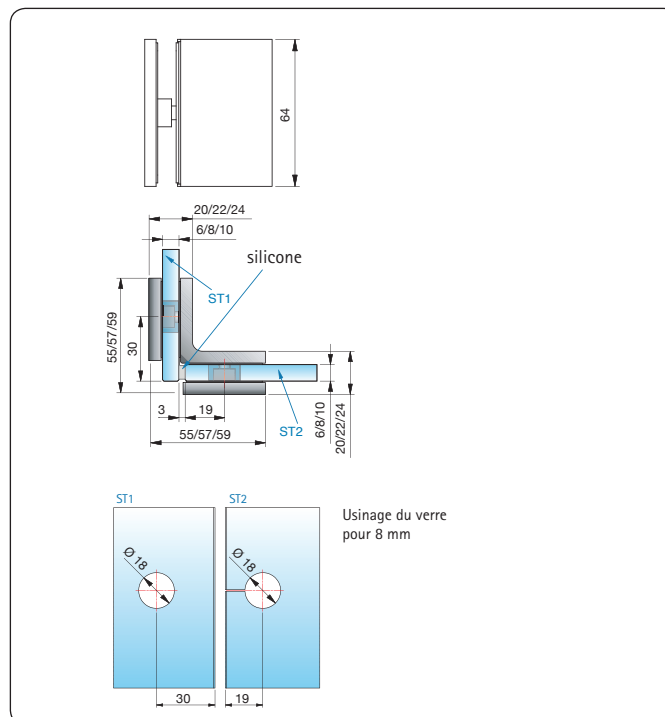 64
20/22/24
6/8/10
silicone
ST1
55/57/59
30
3
19
ST2
6/8/10
20/22/24
55/57/59
ST1
ST2
Usinage du verre
pour 8 mm
Ø 18
Ø 18
30
19